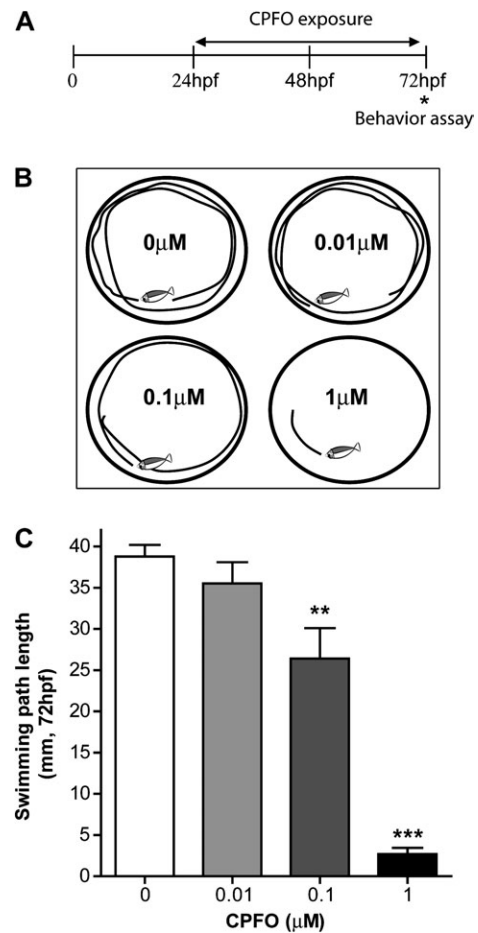 A
CPFO exposure
0 24hpf 48hpf 72hpf
*
Behavior assay
B
0μM 0.01μM
0.1μM 1μM
C
Swimming path length
(mm, 72hpf)
40
35
30
25
20
15
10
5
0
**
***
0 0.01 0.1 1
CPFO (μM)